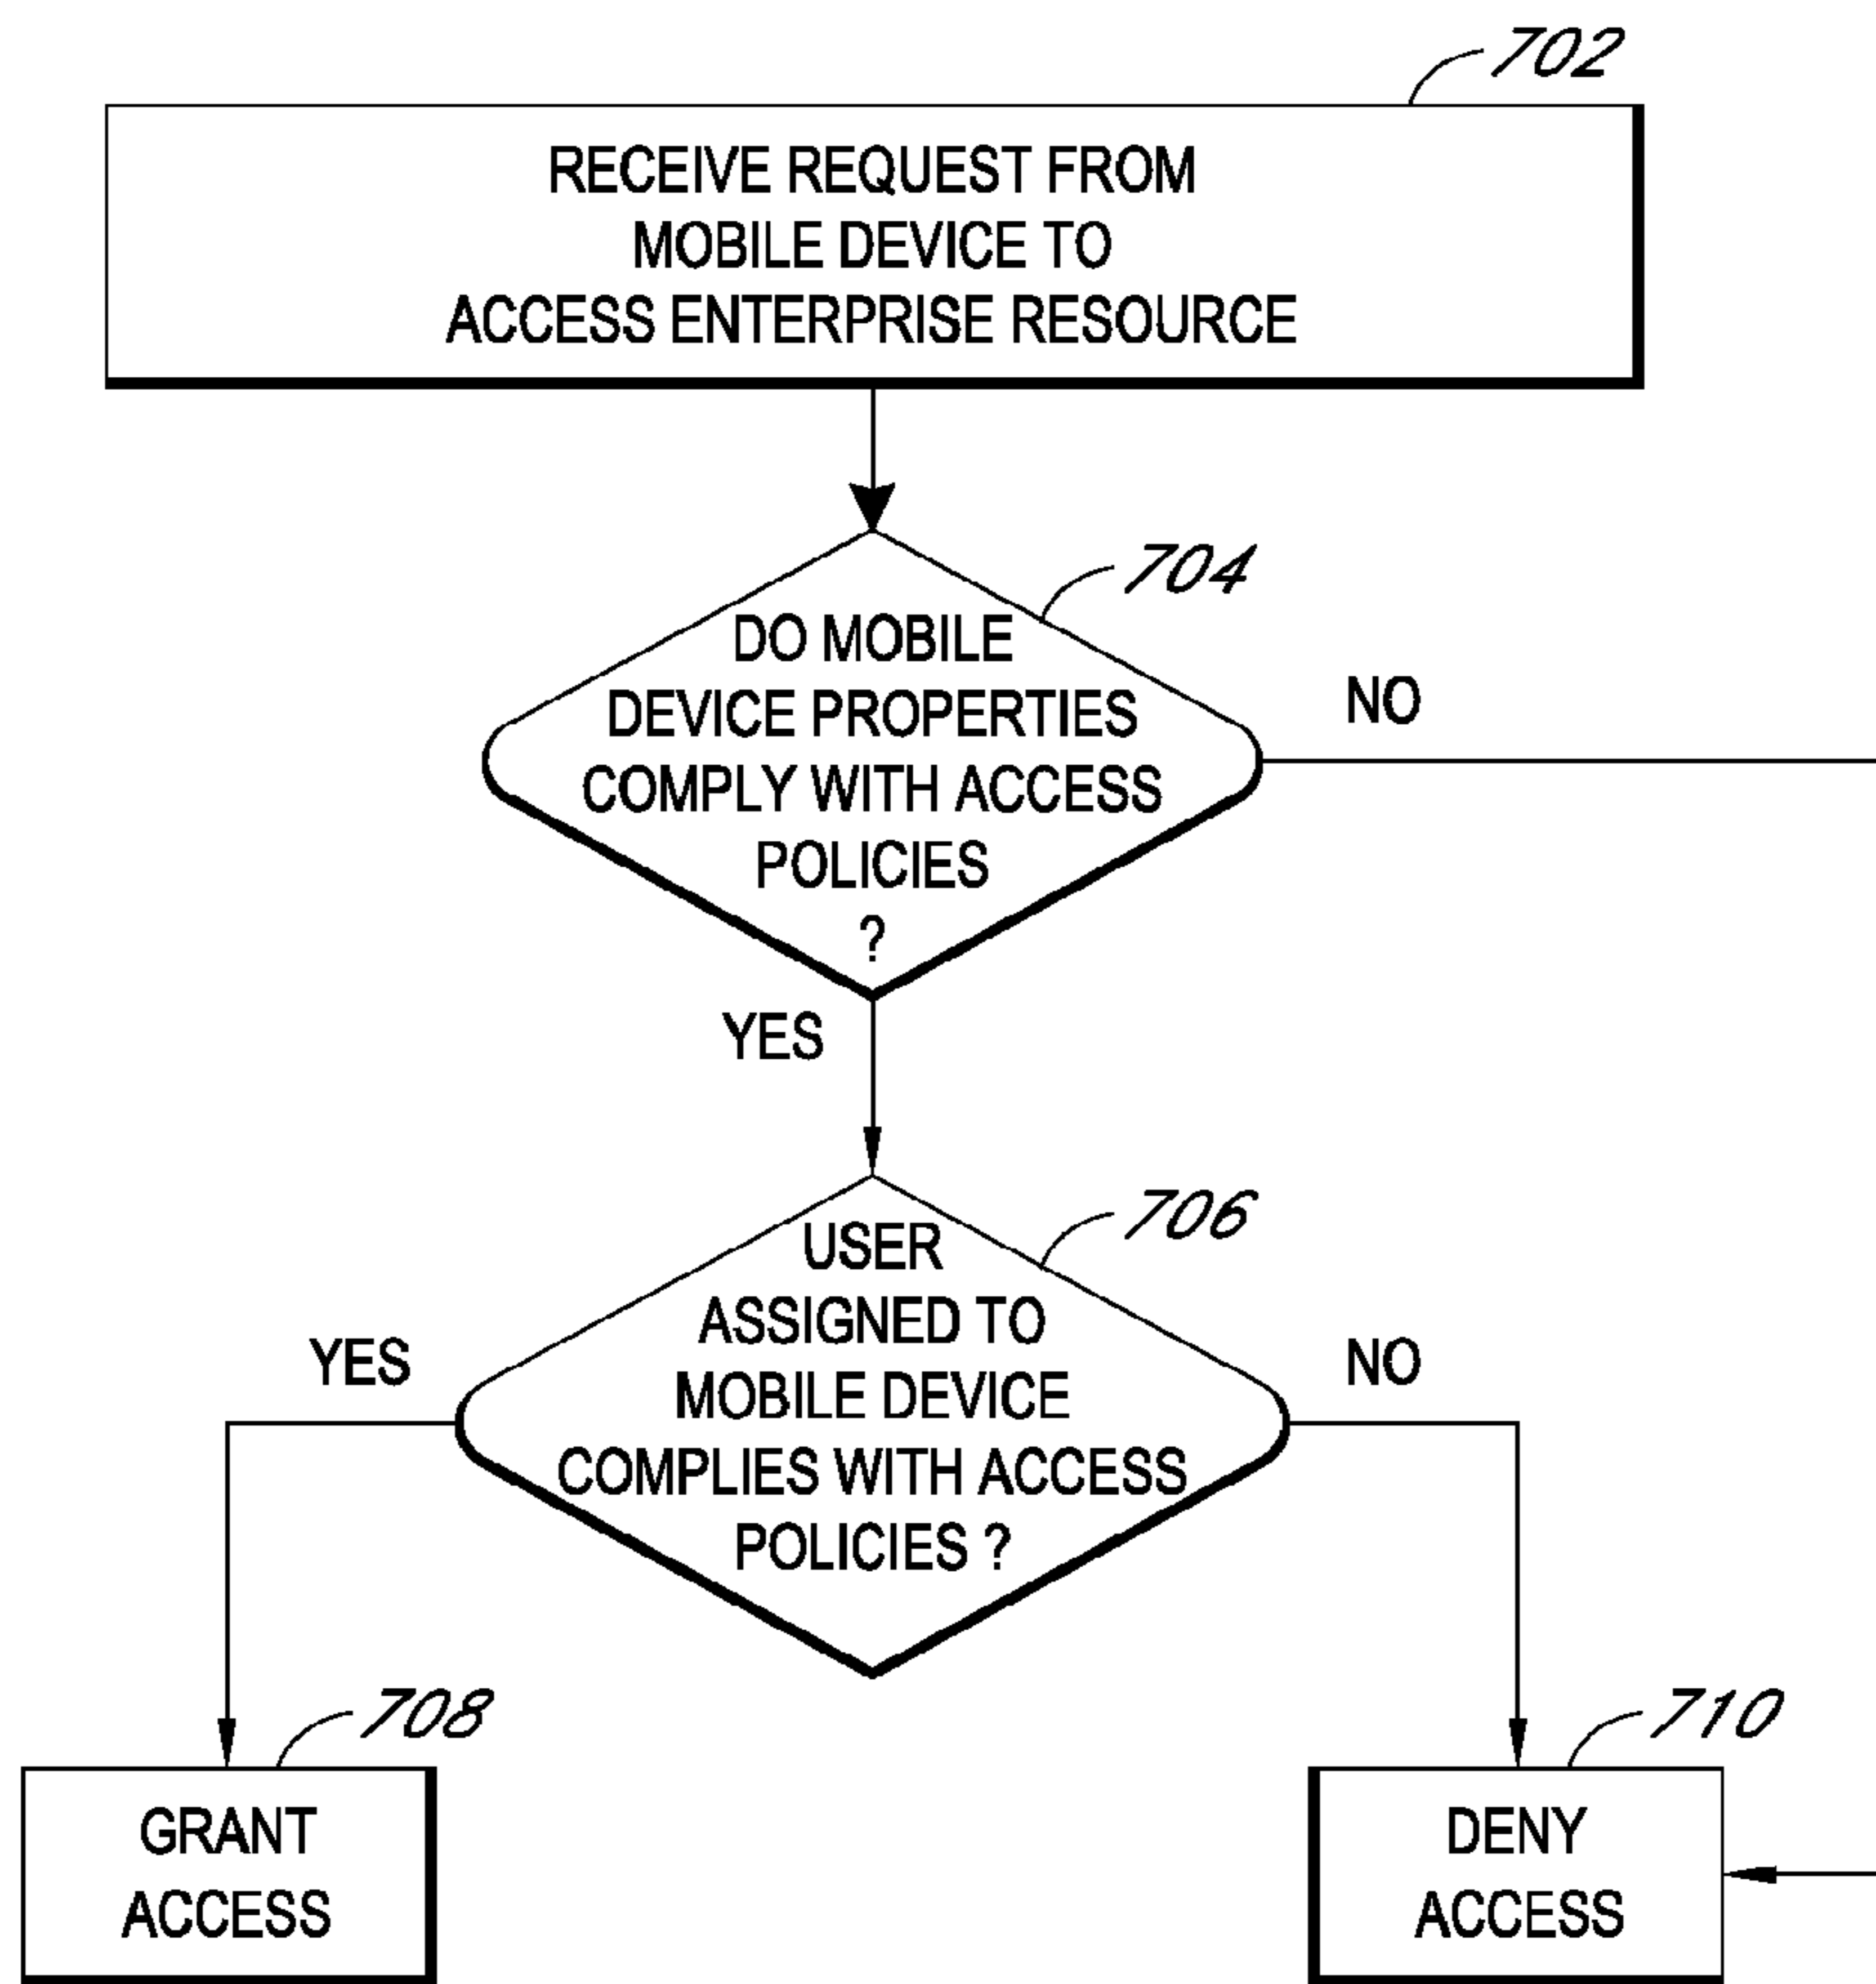 702
RECEIVE REQUEST FROM
MOBILE DEVICE TO
ACCESS ENTERPRISE RESOURCE
704
DO MOBILE
DEVICE PROPERTIES
COMPLY WITH ACCESS
POLICIES
?
NO
YES
706
USER
ASSIGNED TO
MOBILE DEVICE
COMPLIES WITH ACCESS
POLICIES ?
YES
NO
708
GRANT
ACCESS
710
DENY
ACCESS